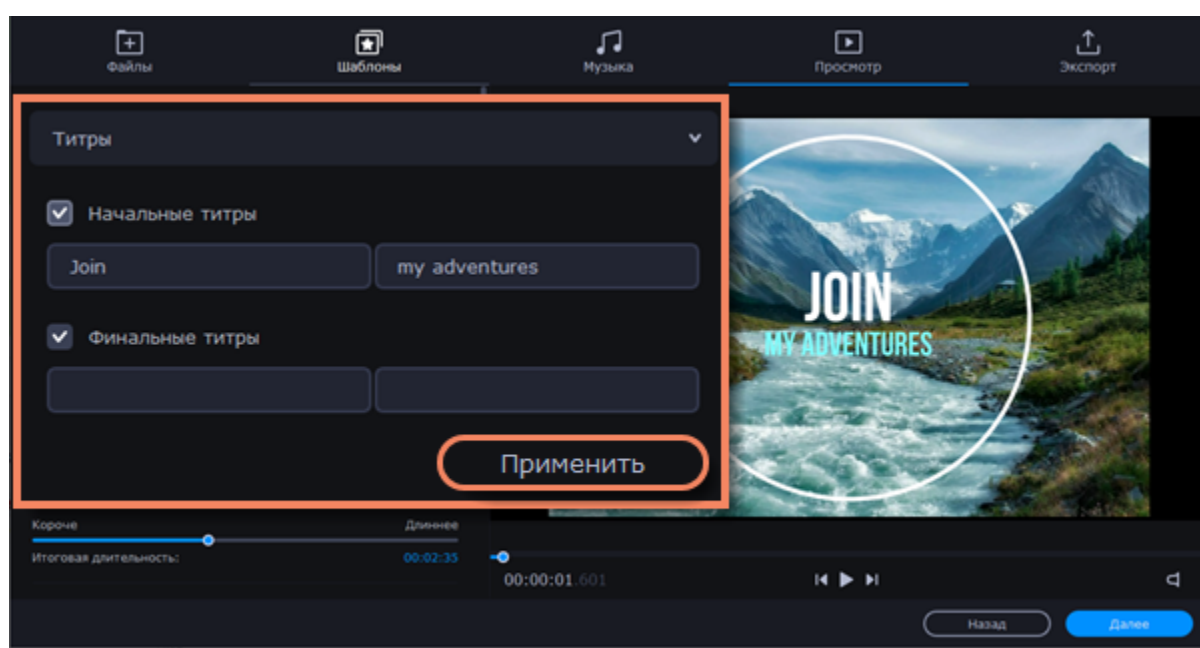 Файлы
Шаблоны
Музыка
Просмотр
Экспорт
Титры
Начальные титры
Join
my adventures
Финальные титры
Применить
JOIN
MY ADVENTURES
Короче
Длиннее
Итоговая длительность:
00:02:35
00:00:01.601
Назад
Далее